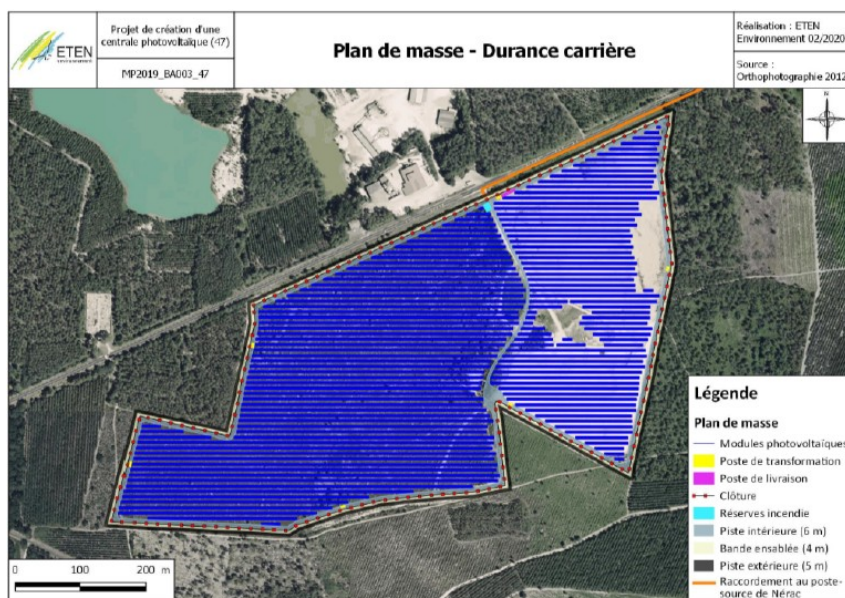 ETEN
environnement
Projet de création d'une
centrale photovoltaïque (47)
MP2019_BA003_47
Plan de masse - Durance carrière
Réalisation : ETEN
Environnement 02/2020
Source :
Orthophotographie 2012
N
Légende
Plan de masse
Modules photovoltaïques
Poste de transformation
Poste de livraison
Clôture
Réserves incendie
Piste intérieure (6 m)
Bande ensablée (4 m)
Piste extérieure (5 m)
Raccordement au poste-
source de Nérac
0 100 200 m